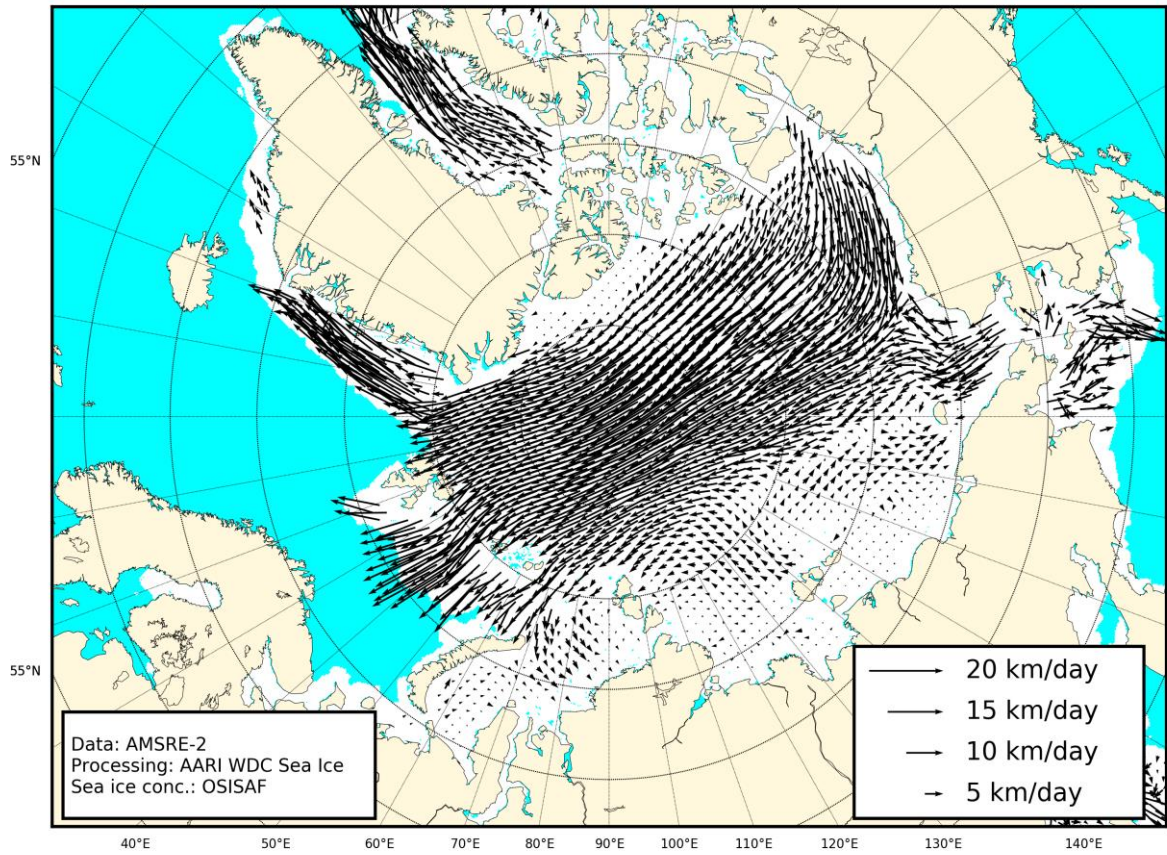 55°N
55°N
20 km/day
15 km/day
10 km/day
5 km/day
Data: AMSRE-2
Processing: AARI WDC Sea Ice
Sea ice conc.: OSISAF
40°E 50°E 60°E 70°E 80°E 90°E 100°E 110°E 120°E 130°E 140°E